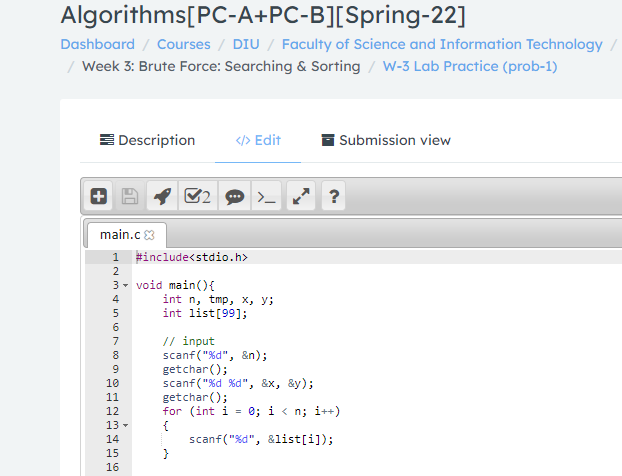 Algorithms[PC-A+PC-B][Spring-22]
Dashboard / Courses / DIU / Faculty of Science and Information Technology /
/ Week 3: Brute Force: Searching & Sorting / W-3 Lab Practice (prob-1)
Description </> Edit Submission view
2 >_ ?
main.c
1 #include<stdio.h>
2
3 void main(){
4 int n, tmp, x, y;
5 int list[99];
6
7 // input
8 scanf("%d", &n);
9 getchar();
10 scanf("%d %d", &x, &y);
11 getchar();
12 for (int i = 0; i < n; i++)
13 {
14 scanf("%d", &list[i]);
15 }
16